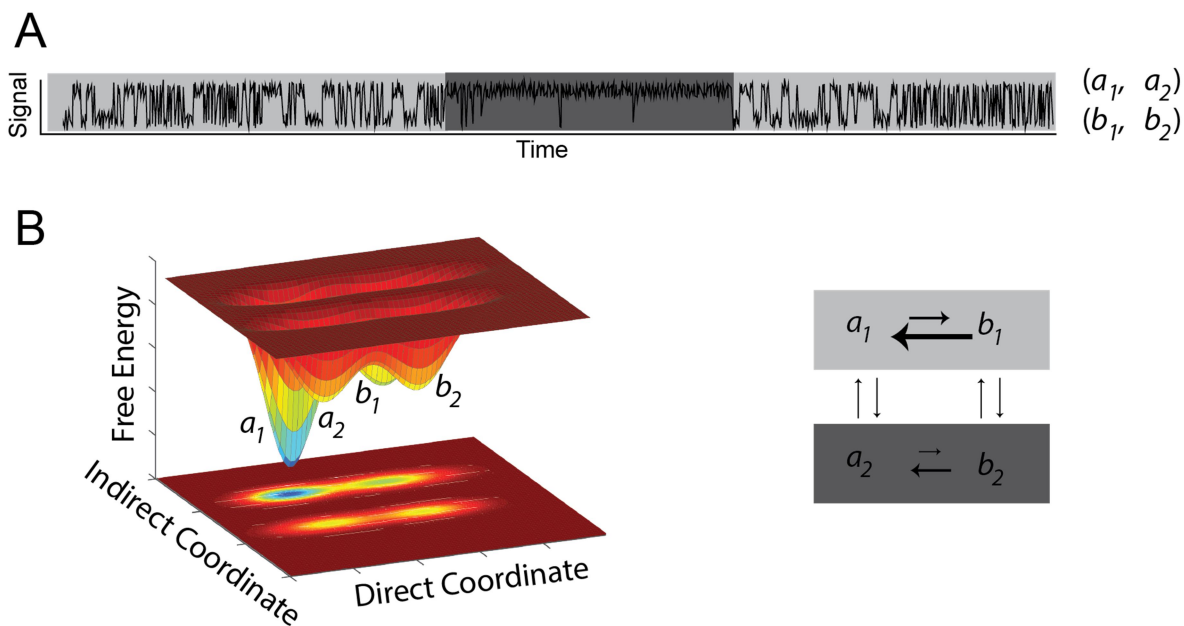 A
Signal
Time
(a1, a2)
(b1, b2)
B
Free Energy
a1
a2
b1
b2
Indirect Coordinate
Direct Coordinate
a1
b1
a2
b2